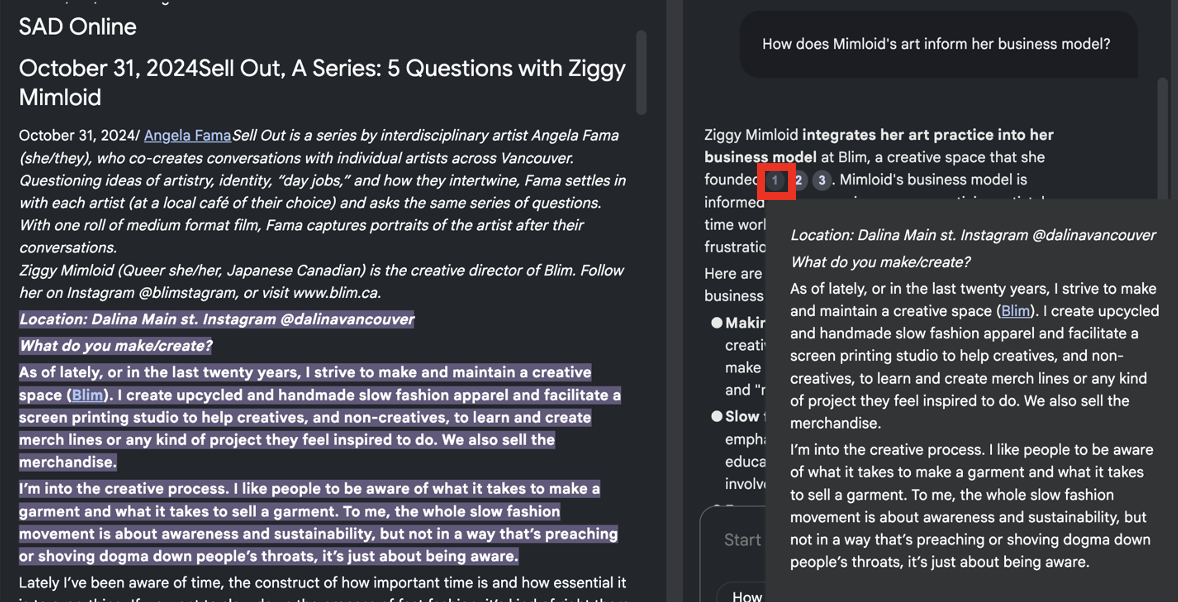 SAD Online
October 31, 2024Sell Out, A Series: 5 Questions with Ziggy
Mimloid
October 31, 2024/ Angela FamaSell Out is a series by interdisciplinary artist Angela Fama
(she/they), who co-creates conversations with individual artists across Vancouver.
Questioning ideas of artistry, identity, “day jobs,” and how they intertwine, Fama settles in
with each artist (at a local café of their choice) and asks the same series of questions.
With one roll of medium format film, Fama captures portraits of the artist after their
conversations.
Ziggy Mimloid (Queer she/her, Japanese Canadian) is the creative director of Blim. Follow
her on Instagram @blimstagram, or visit www.blim.ca.
Location: Dalina Main st. Instagram @dalinavancouver
What do you make/create?
As of lately, or in the last twenty years, I strive to make and maintain a creative
space (Blim). I create upcycled and handmade slow fashion apparel and facilitate a
screen printing studio to help creatives, and non-creatives, to learn and create
merch lines or any kind of project they feel inspired to do. We also sell the
merchandise.
I’m into the creative process. I like people to be aware of what it takes to make a
garment and what it takes to sell a garment. To me, the whole slow fashion
movement is about awareness and sustainability, but not in a way that’s preaching
or shoving dogma down people’s throats, it’s just about being aware.
Lately I’ve been aware of time, the construct of how important time is and how essential it
How does Mimloid's art inform her business model?
Ziggy Mimloid integrates her art practice into her
business model at Blim, a creative space that she
founded 1 2 3. Mimloid's business model is
informed
time
frustratio
Here are
business
Makin
creati
make
and "r
Slow
empha
educa
involve
Start
How
Location: Dalina Main st. Instagram @dalinavancouver
What do you make/create?
As of lately, or in the last twenty years, I strive to make
and maintain a creative space (Blim). I create upcycled
and handmade slow fashion apparel and facilitate a
screen printing studio to help creatives, and non-
creatives, to learn and create merch lines or any kind
of project they feel inspired to do. We also sell the
merchandise.
I’m into the creative process. I like people to be aware
of what it takes to make a garment and what it takes
to sell a garment. To me, the whole slow fashion
movement is about awareness and sustainability, but
not in a way that’s preaching or shoving dogma down
people’s throats, it’s just about being aware.